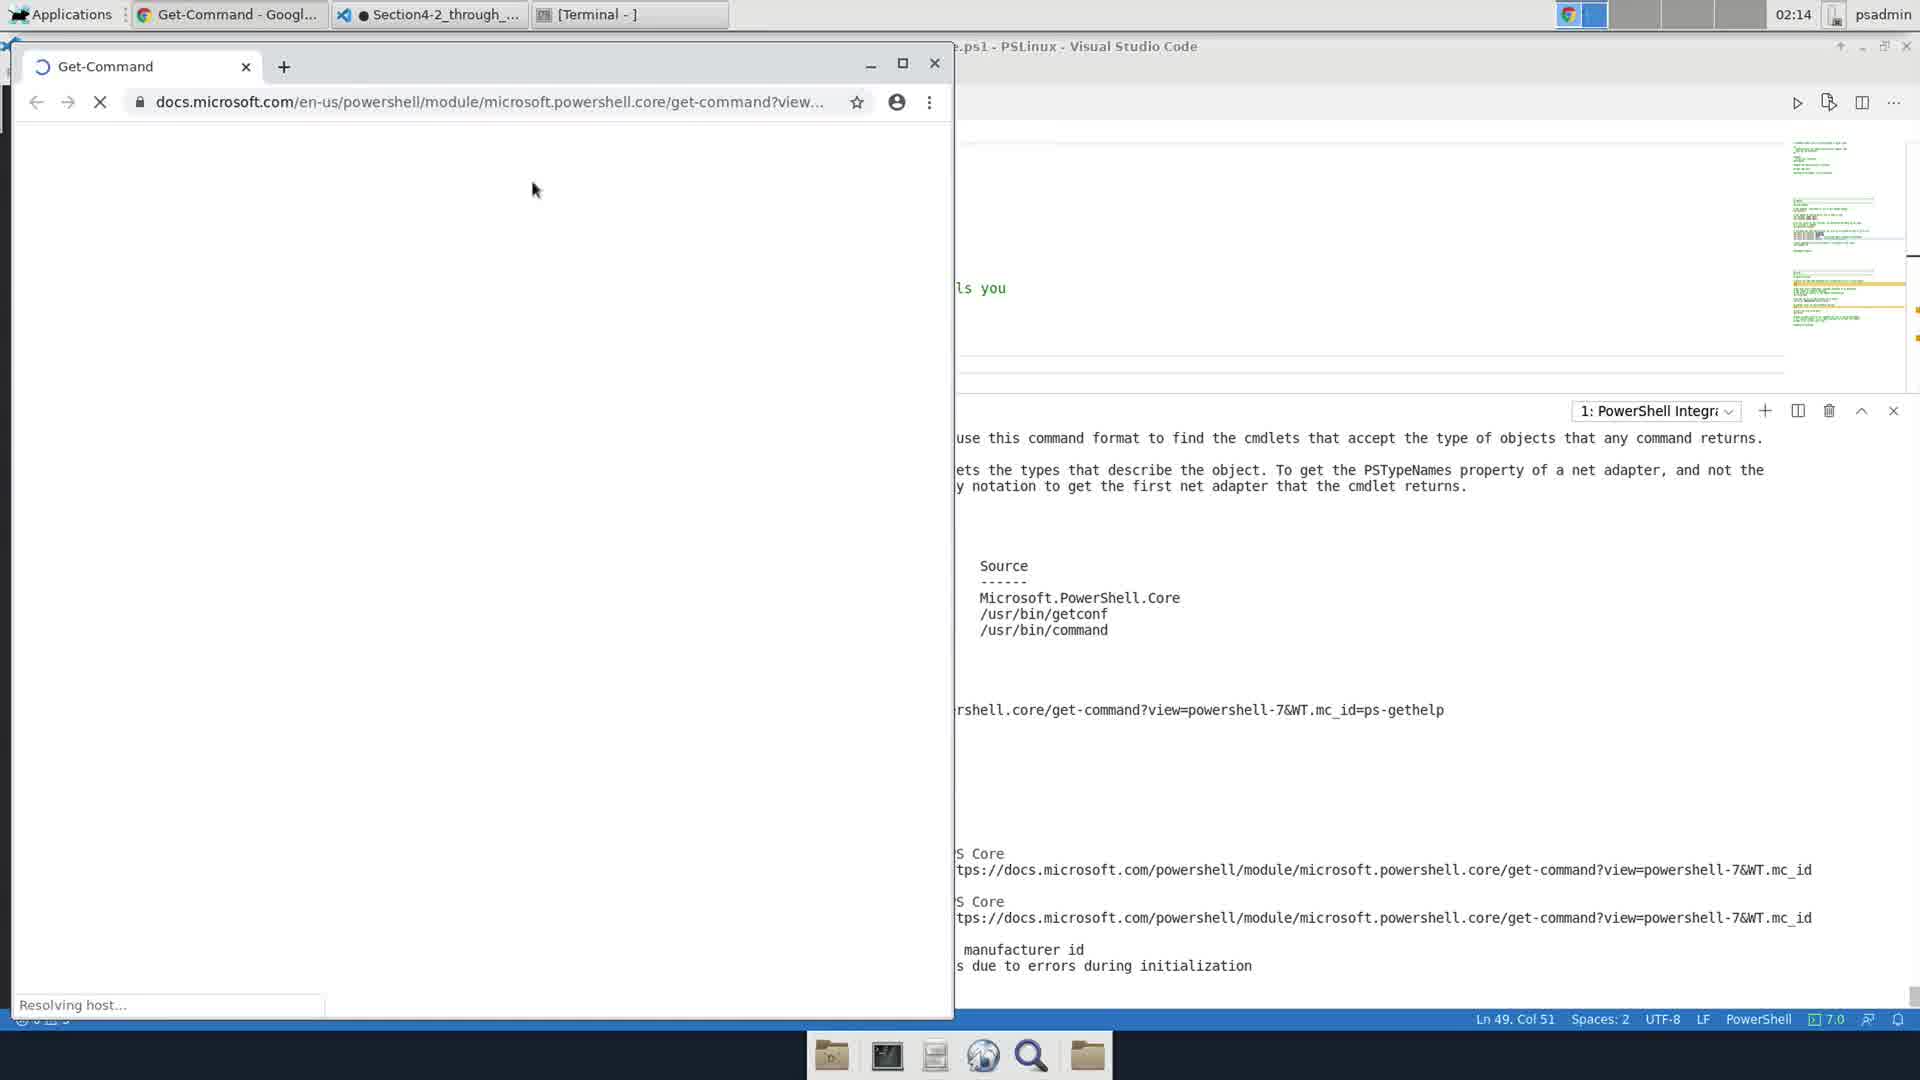 Applications
Get-Command - Googl...
Section4-2_through_...
[Terminal - ]
02:14
psadmin
e.ps1 - PSLinux - Visual Studio Code
Get-Command
docs.microsoft.com/en-us/powershell/module/microsoft.powershell.core/get-command?view...
ls you
1: PowerShell Integra
use this command format to find the cmdlets that accept the type of objects that any command returns.
ets the types that describe the object. To get the PSTypeNames property of a net adapter, and not the
y notation to get the first net adapter that the cmdlet returns.
Source
------
Microsoft.PowerShell.Core
/usr/bin/getconf
/usr/bin/command
rshell.core/get-command?view=powershell-7&WT.mc_id=ps-gethelp
PS Core
tps://docs.microsoft.com/powershell/module/microsoft.powershell.core/get-command?view=powershell-7&WT.mc_id
PS Core
tps://docs.microsoft.com/powershell/module/microsoft.powershell.core/get-command?view=powershell-7&WT.mc_id
manufacturer id
s due to errors during initialization
Resolving host...
Ln 49, Col 51
Spaces: 2
UTF-8
LF
PowerShell
7.0